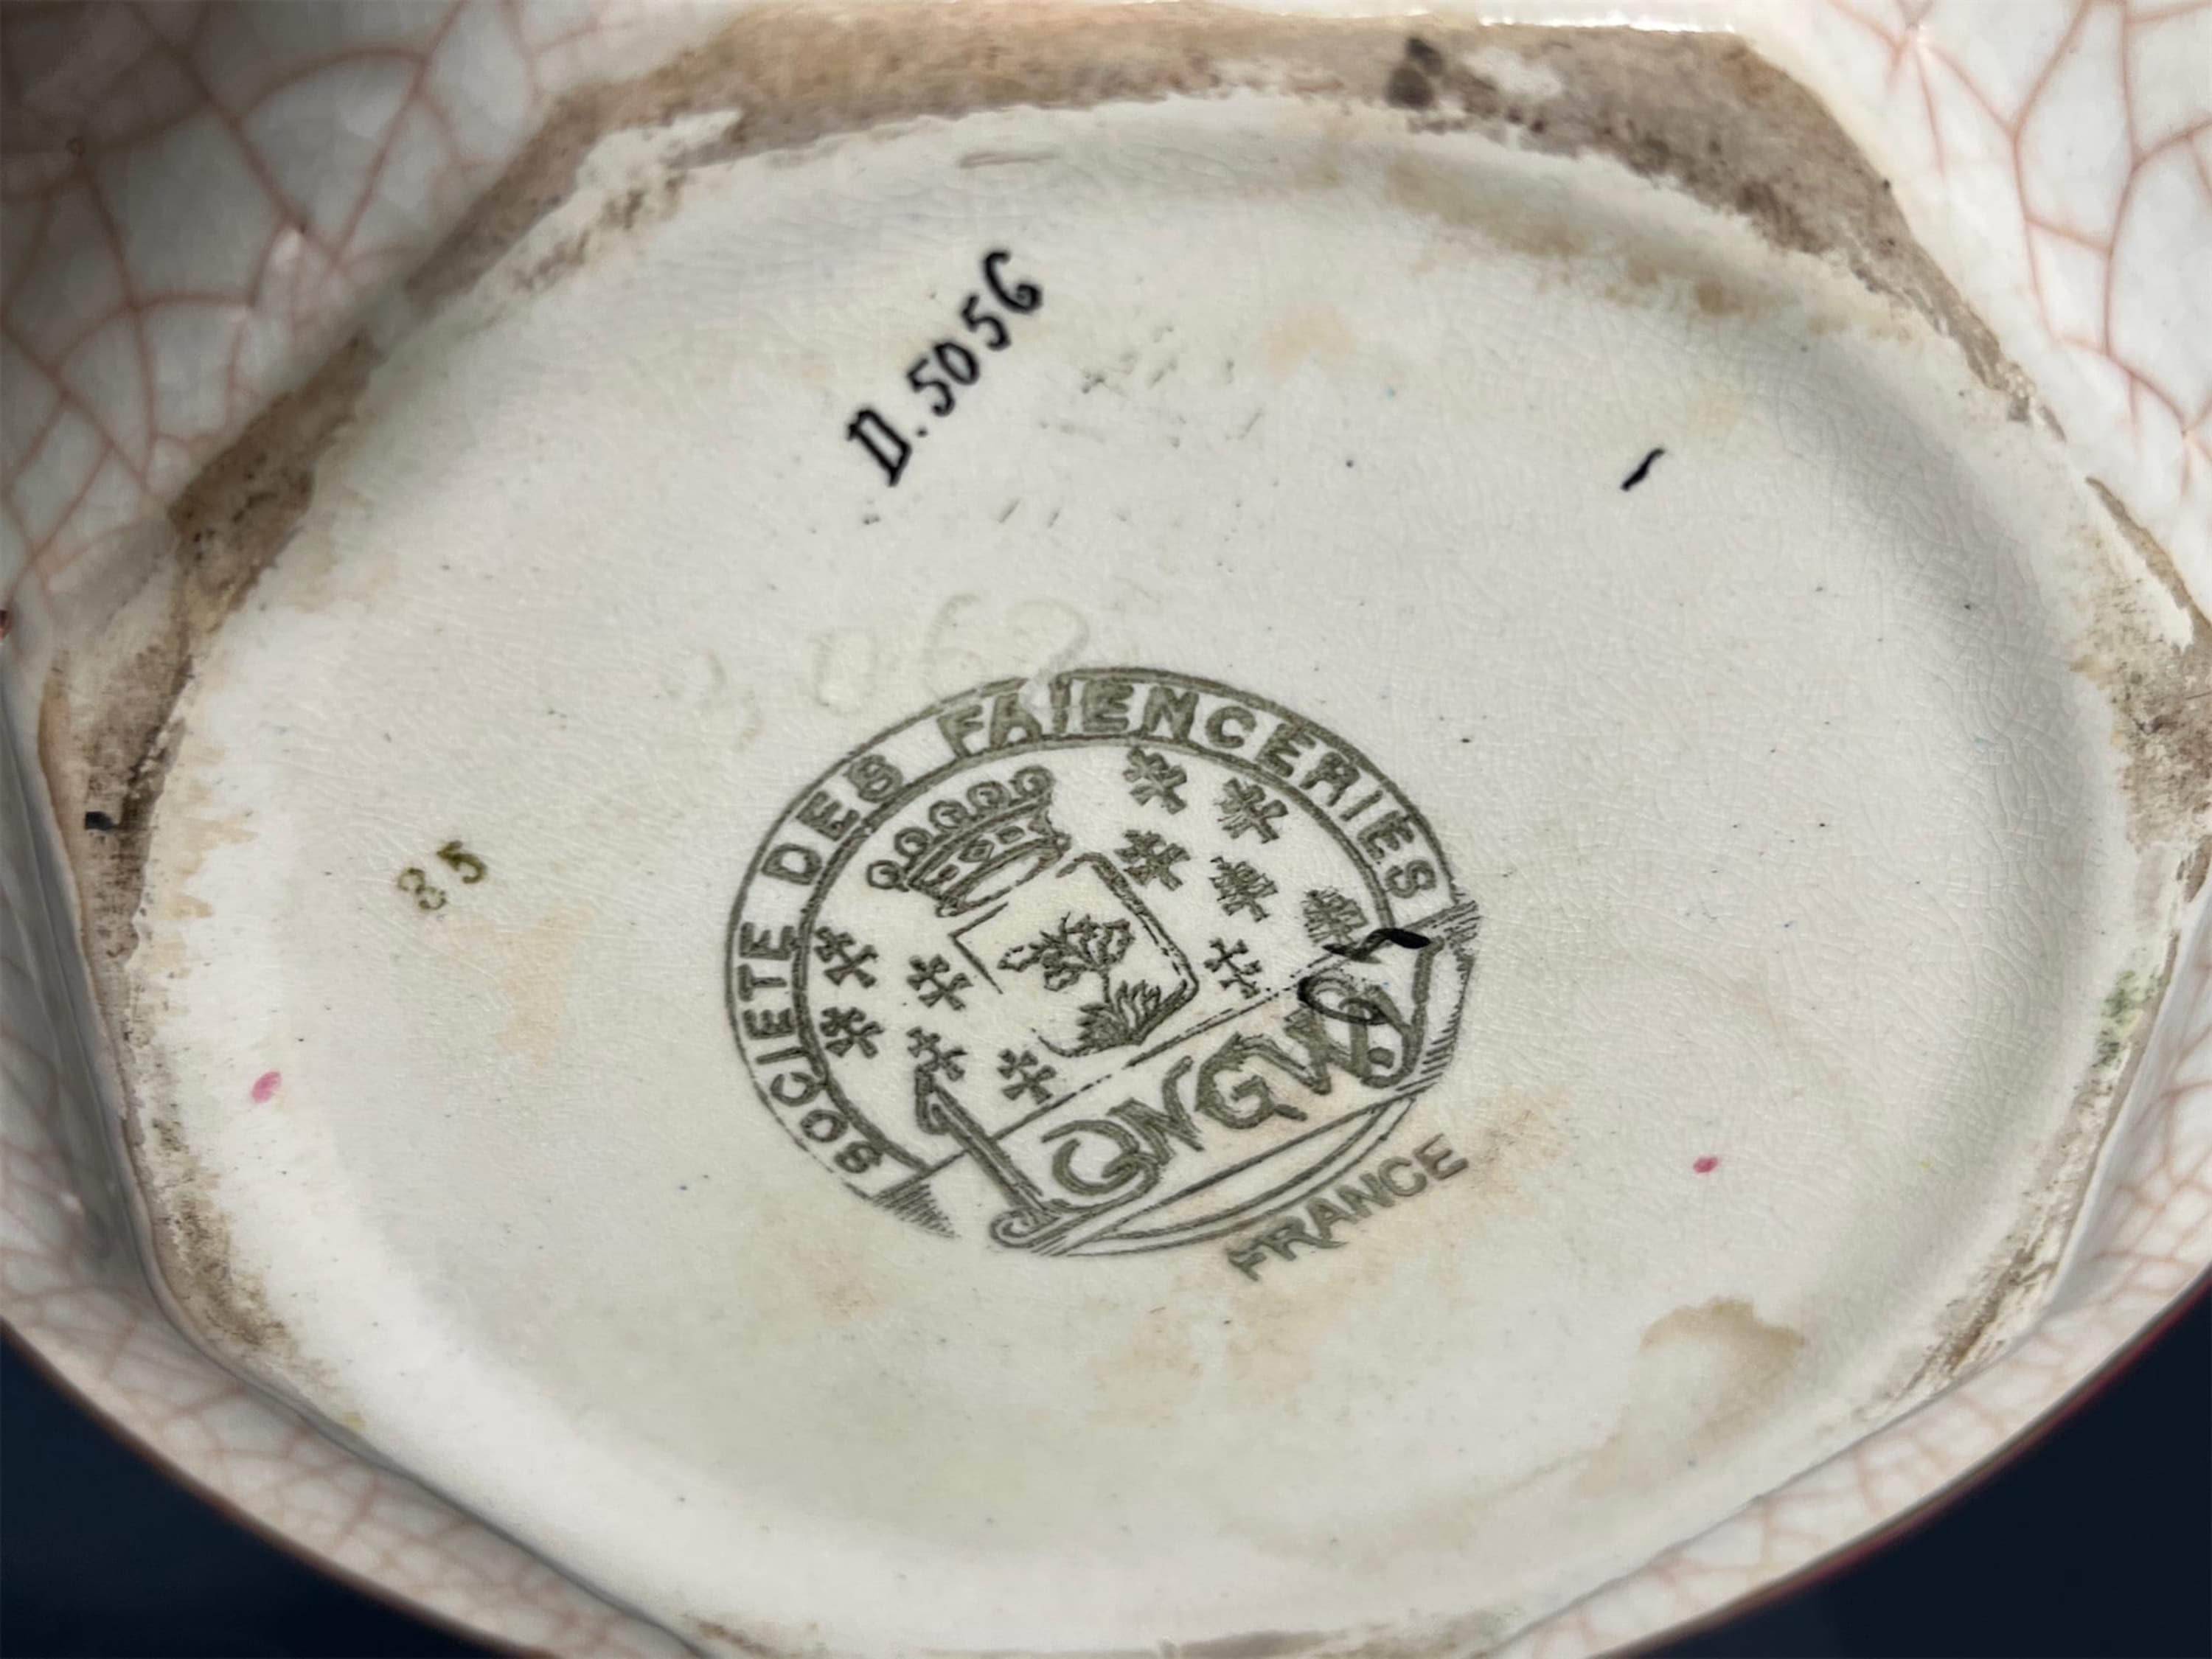 D.5056
SOCIETE DES FAIENCERIES
LONGWY
FRANCE
35